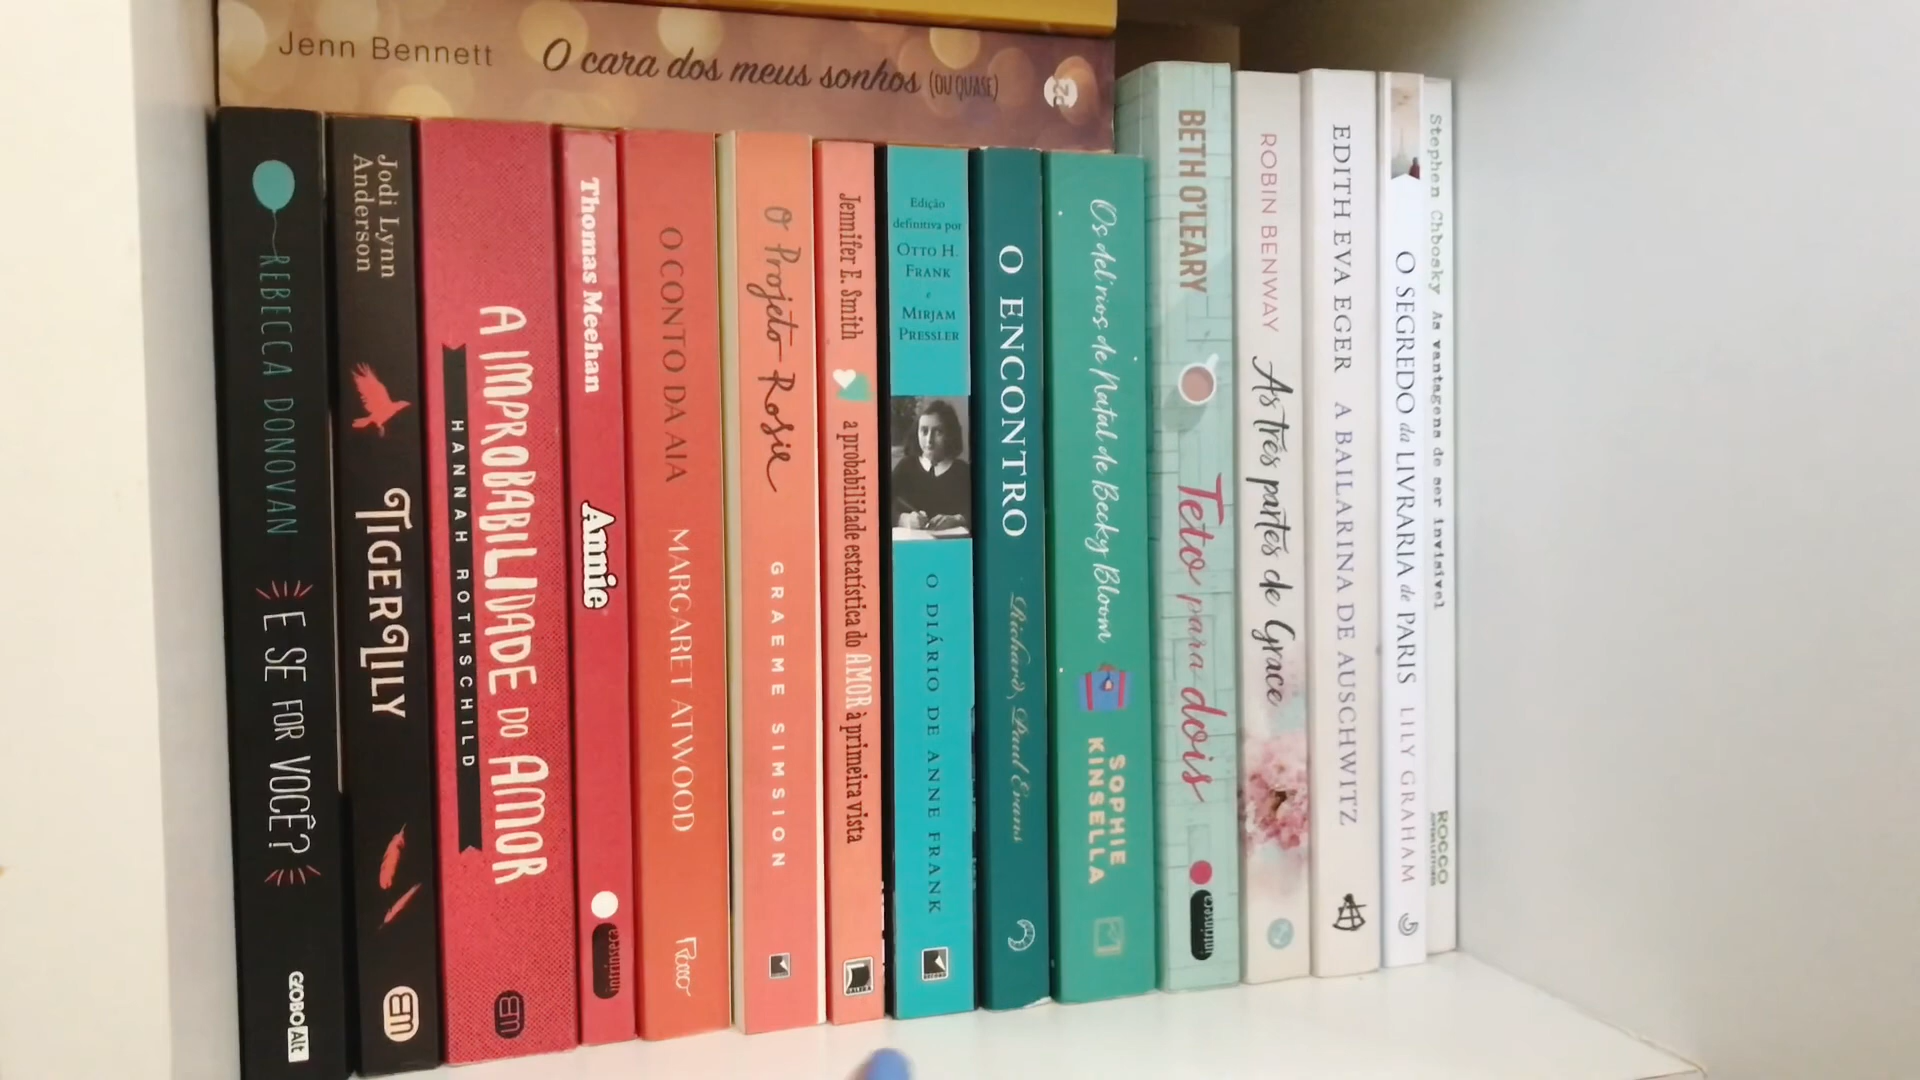 Jenn Bennett O cara dos meus sonhos (OU QUASE)
REBECCA DONOVAN E SE FOR VOCÊ? GLOBO Alt
Jodi Lynn
Anderson
TIGER LILY
EM
A IMPROBABILIDADE DO AMOR
HANNAH ROTHSCHILD
EM
Thomas Meehan Annie intrínseca
O CONTO DA AIA MARGARET ATWOOD Rocco
O Projeto Rosie GRAEME SIMSION
Jennifer E. Smith a probabilidade estatística do AMOR à primeira vista
Edição
definitiva por
OTTO H.
FRANK
e
MIRJAM
PRESSLER
O DIÁRIO DE ANNE FRANK
O ENCONTRO Richard Paul Evans
Os delírios de Natal de Becky Bloom
SOPHIE
KINSELLA
BETH O'LEARY Teto para dois intrínseca
ROBIN BENWAY As três partes de Grace
EDITH EVA EGER A BAILARINA DE AUSCHWITZ
O SEGREDO da LIVRARIA de PARIS LILY GRAHAM
Stephen Chbosky As vantagens de ser invisível ROCCO